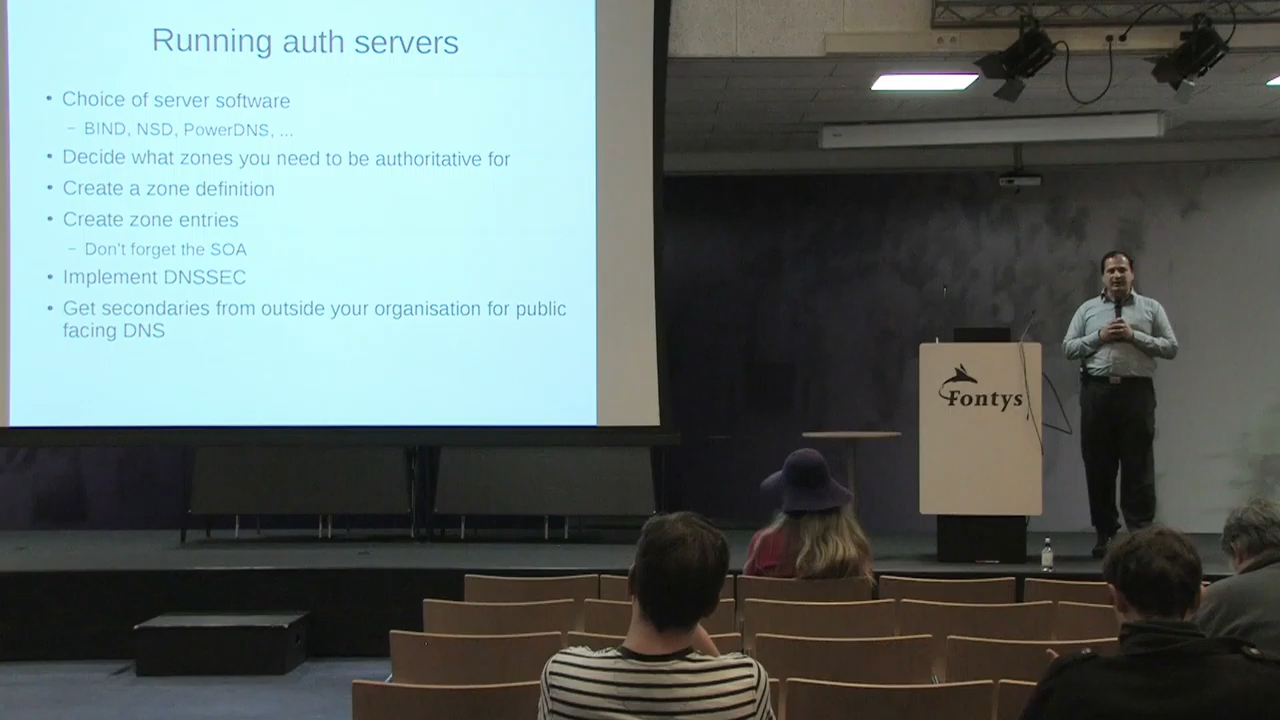 Running auth servers
• Choice of server software
– BIND, NSD, PowerDNS, ...
• Decide what zones you need to be authoritative for
• Create a zone definition
• Create zone entries
– Don't forget the SOA
• Implement DNSSEC
• Get secondaries from outside your organisation for public
facing DNS
Fontys